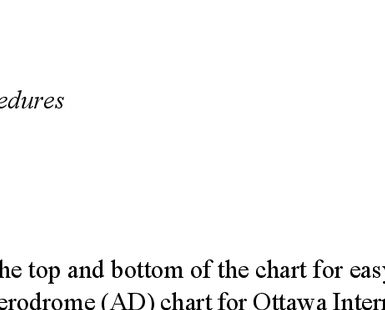 edures
he top and bottom of the chart for easy
erodrome (AD) chart for Ottawa Intern